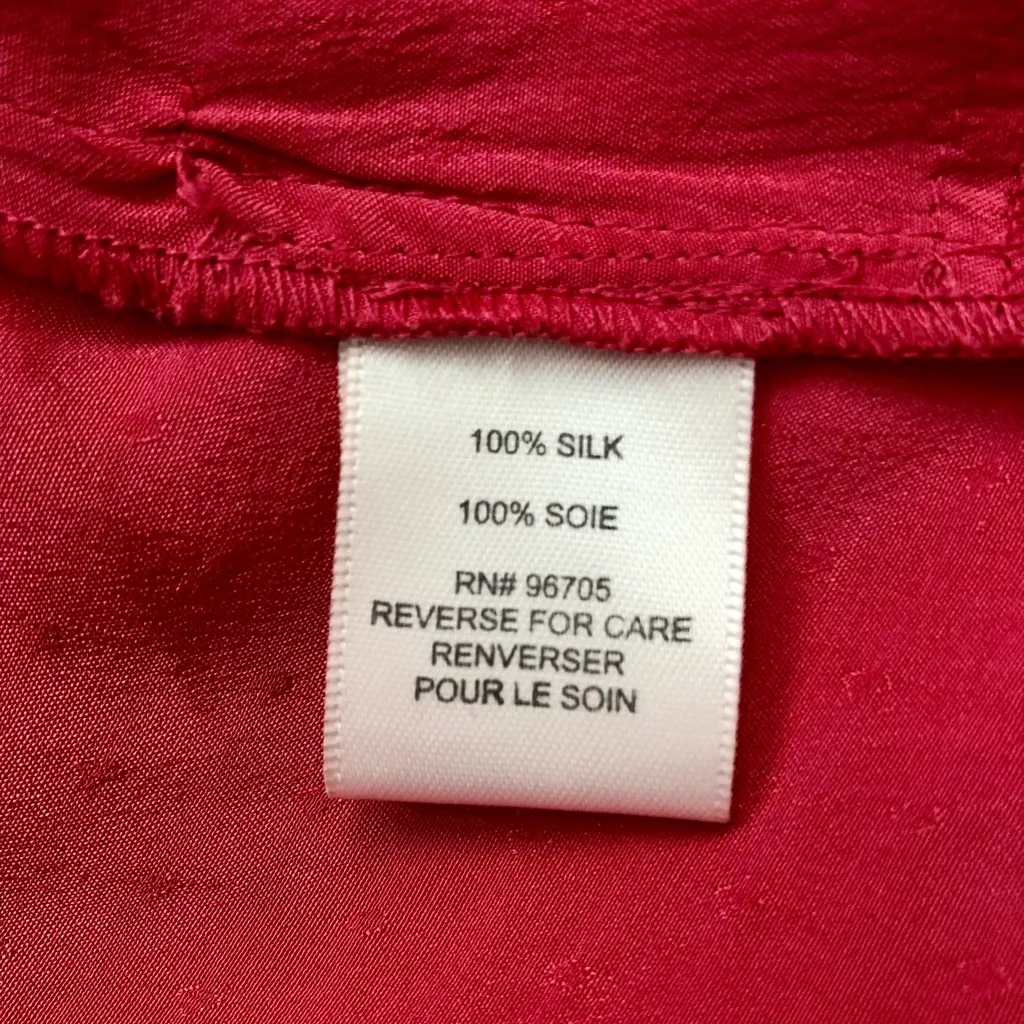 100% SILK
100% SOIE
RN# 96705
REVERSE FOR CARE
RENVERSER
POUR LE SOIN